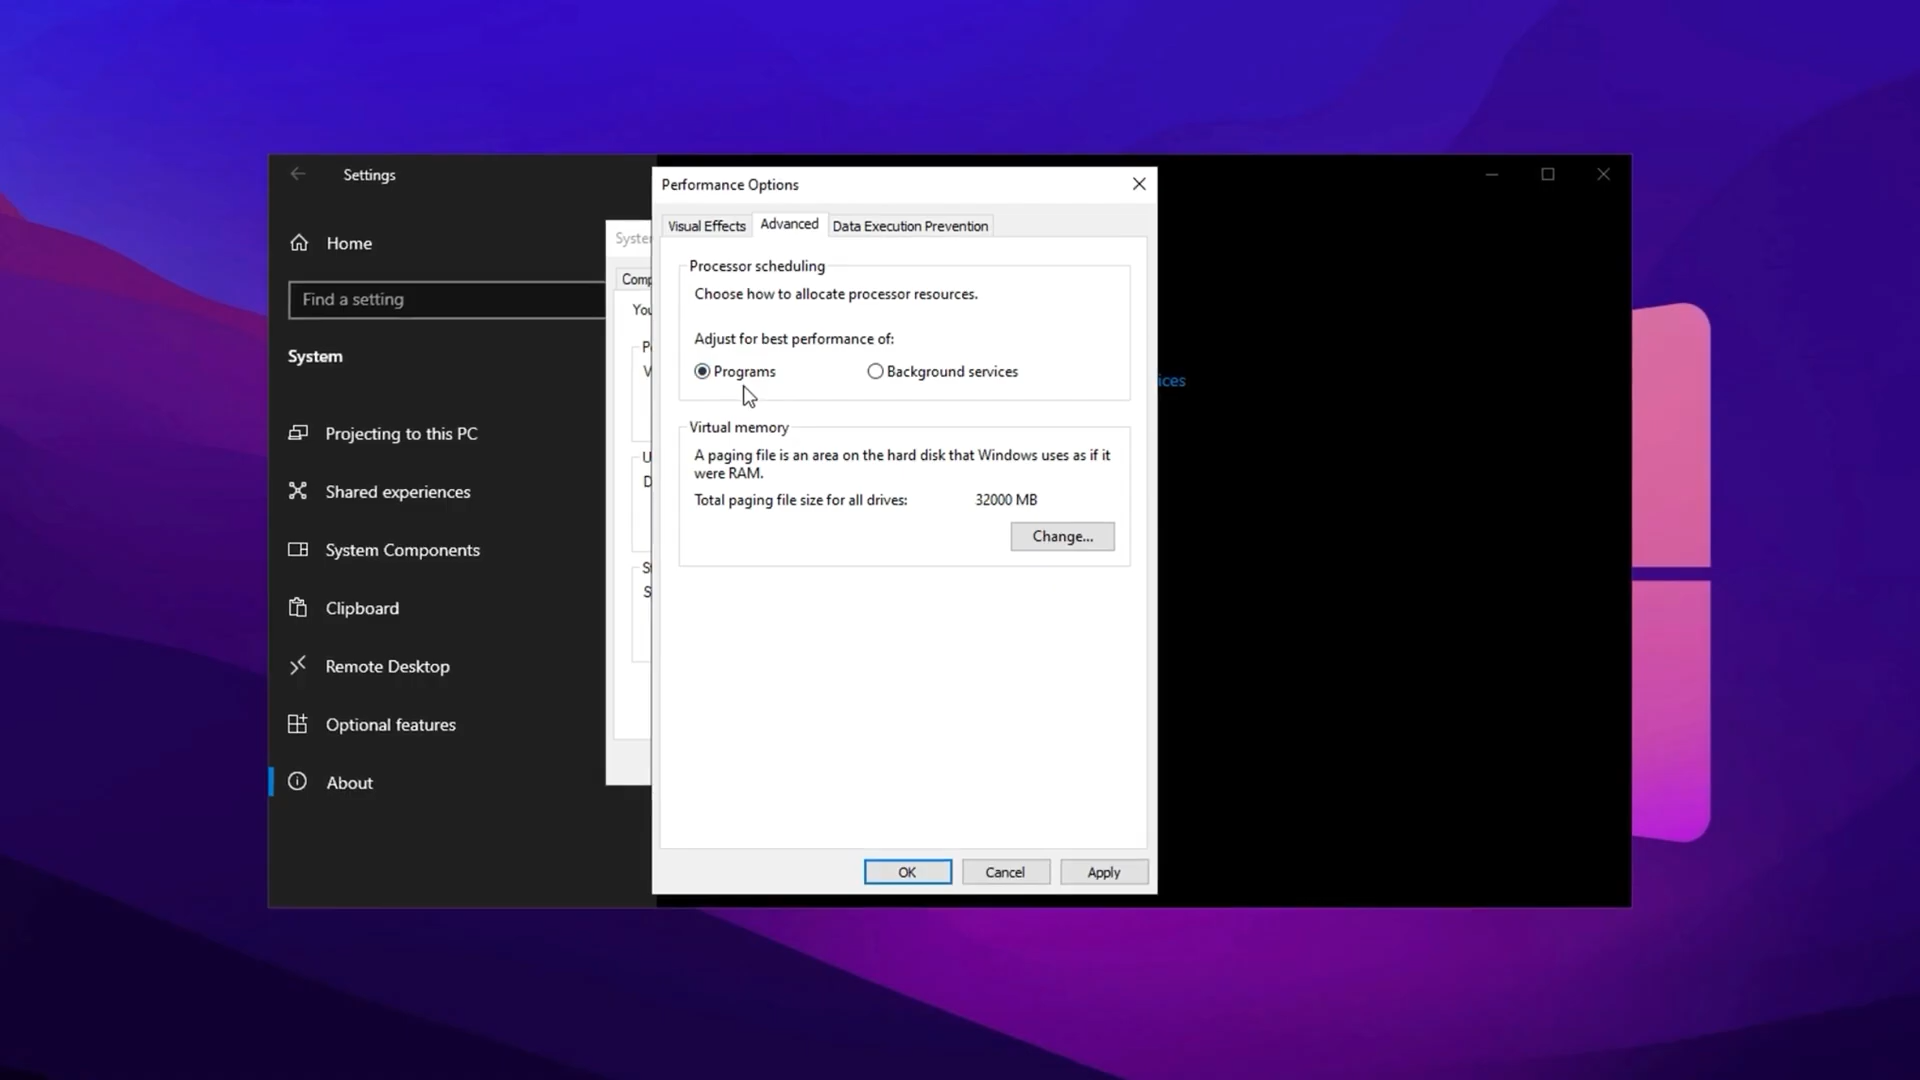 Settings
Home
Find a setting
System
Projecting to this PC
Shared experiences
System Components
Clipboard
Remote Desktop
Optional features
About
Performance Options
Visual Effects
Advanced
Data Execution Prevention
Processor scheduling
Choose how to allocate processor resources.
Adjust for best performance of:
Programs
Background services
Virtual memory
A paging file is an area on the hard disk that Windows uses as if it
were RAM.
Total paging file size for all drives: 32000 MB
Change...
OK
Cancel
Apply